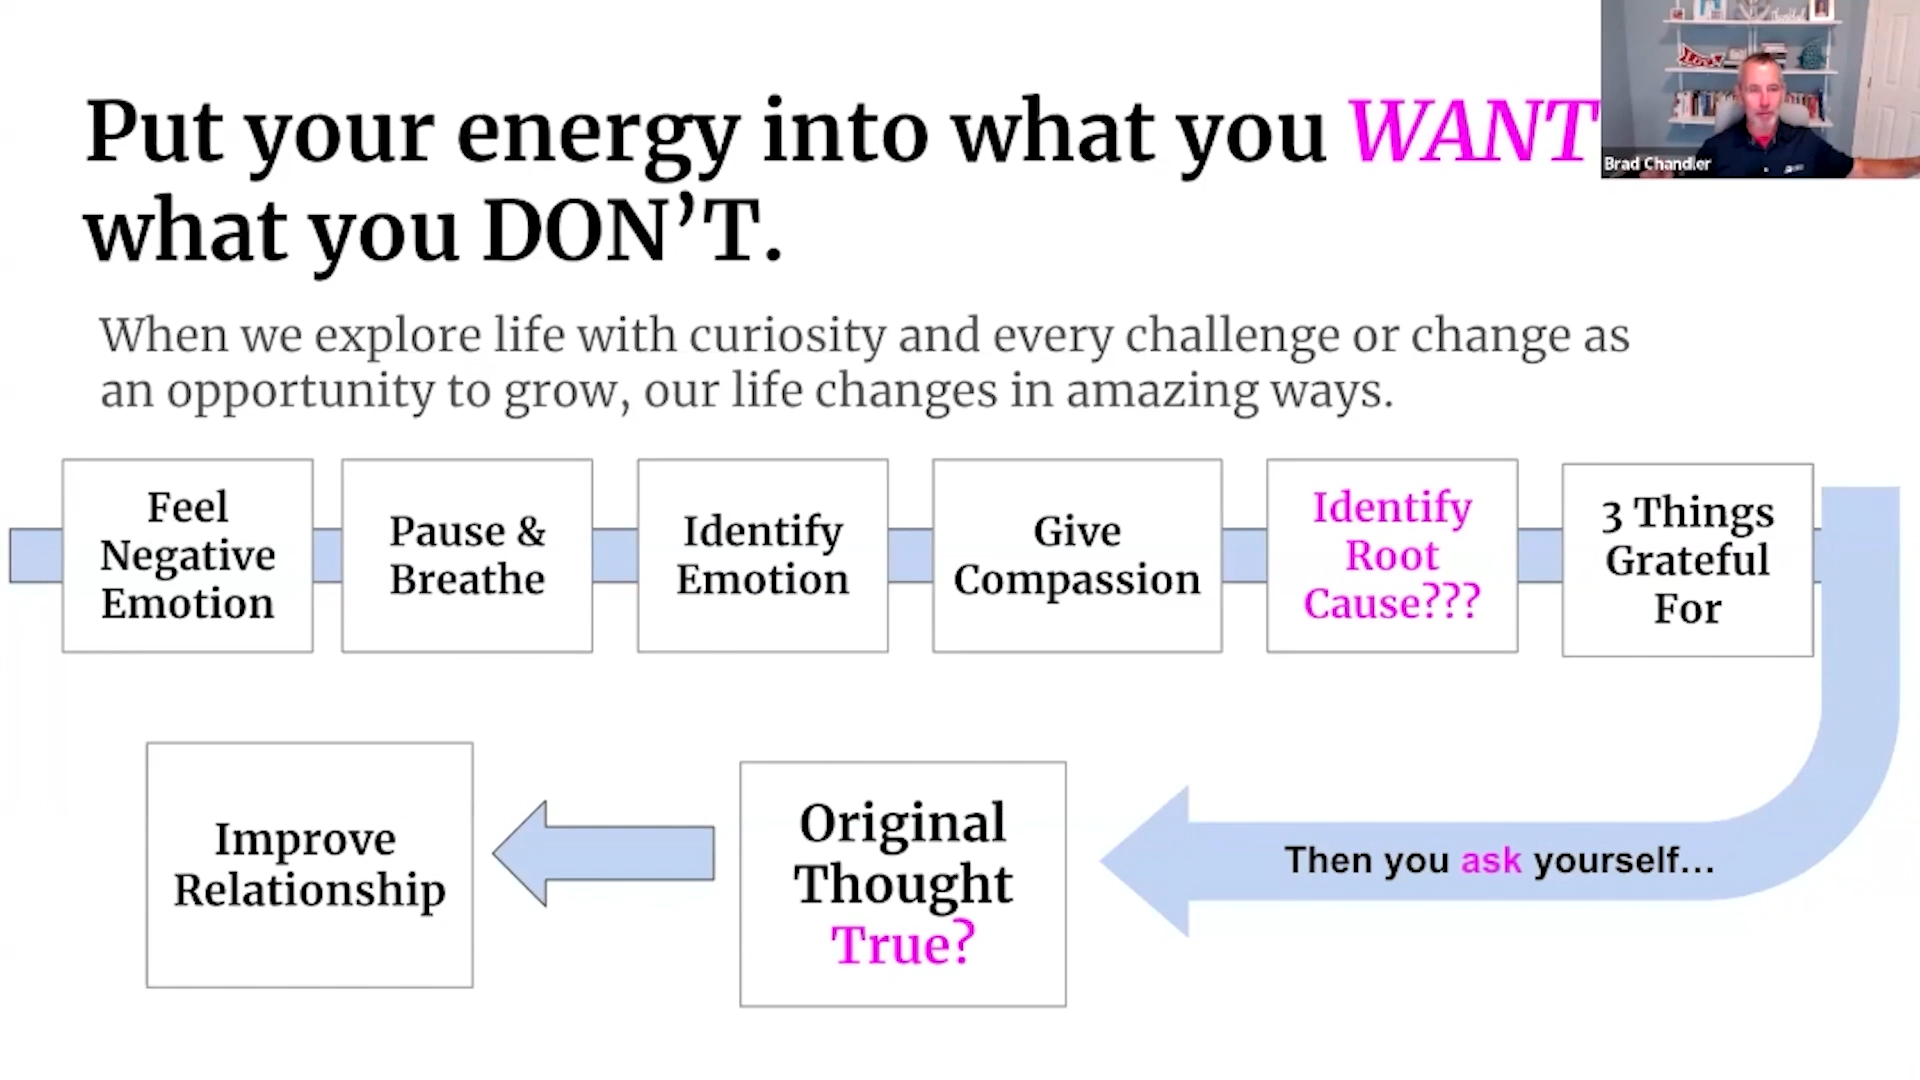 Put your energy into what you WANT
what you DON'T.
When we explore life with curiosity and every challenge or change as
an opportunity to grow, our life changes in amazing ways.
Feel
Negative
Emotion
Pause &
Breathe
Identify
Emotion
Give
Compassion
Identify
Root
Cause???
3 Things
Grateful
For
Then you ask yourself...
Original
Thought
True?
Improve
Relationship
Brad Chandler